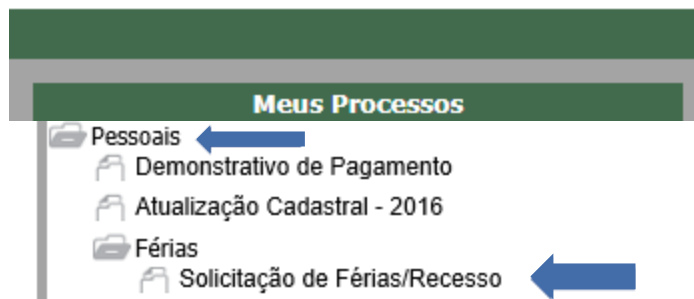 Meus Processos
Pessoais
Demonstrativo de Pagamento
Atualização Cadastral - 2016
Férias
Solicitação de Férias/Recesso